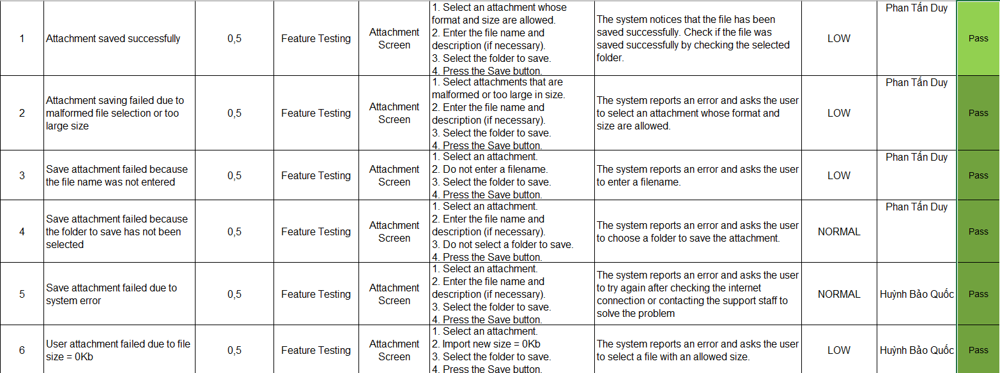 1
Attachment saved successfully
0,5
Feature Testing
Attachment
Screen
1. Select an attachment whose
format and size are allowed.
2. Enter the file name and
description (if necessary).
3. Select the folder to save.
4. Press the Save button.
The system notices that the file has been
saved successfully. Check if the file was
saved successfully by checking the selected
folder.
LOW
Phan Tấn Duy
Pass
2
Attachment saving failed due to
malformed file selection or too
large size
0,5
Feature Testing
Attachment
Screen
1. Select attachments that are
malformed or too large in size.
2. Enter the file name and
description (if necessary).
3. Select the folder to save.
4. Press the Save button.
The system reports an error and asks the user
to select an attachment whose format and
size are allowed.
LOW
Phan Tấn Duy
Pass
3
Save attachment failed because
the file name was not entered
0,5
Feature Testing
Attachment
Screen
1. Select an attachment.
2. Do not enter a filename.
3. Select the folder to save.
4. Press the Save button.
The system reports an error and asks the user
to enter a filename.
LOW
Phan Tấn Duy
Pass
4
Save attachment failed because
the folder to save has not been
selected
0,5
Feature Testing
Attachment
Screen
1. Select an attachment.
2. Enter the file name and
description (if necessary).
3. Do not select a folder to save.
4. Press the Save button.
The system reports an error and asks the user
to choose a folder to save the attachment.
NORMAL
Phan Tấn Duy
Pass
5
Save attachment failed due to
system error
0,5
Feature Testing
Attachment
Screen
1. Select an attachment.
2. Enter the file name and
description (if necessary).
3. Select the folder to save.
4. Press the Save button.
The system reports an error and asks the user
to try again after checking the internet
connection or contacting the support staff to
solve the problem
NORMAL
Huỳnh Bảo Quốc
Pass
6
User attachment failed due to file
size = 0Kb
0,5
Feature Testing
Attachment
Screen
1. Select an attachment.
2. Import new size = 0Kb
3. Select the folder to save.
4. Press the Save button.
The system reports an error and asks the user
to select a file with an allowed size.
LOW
Huỳnh Bảo Quốc
Pass